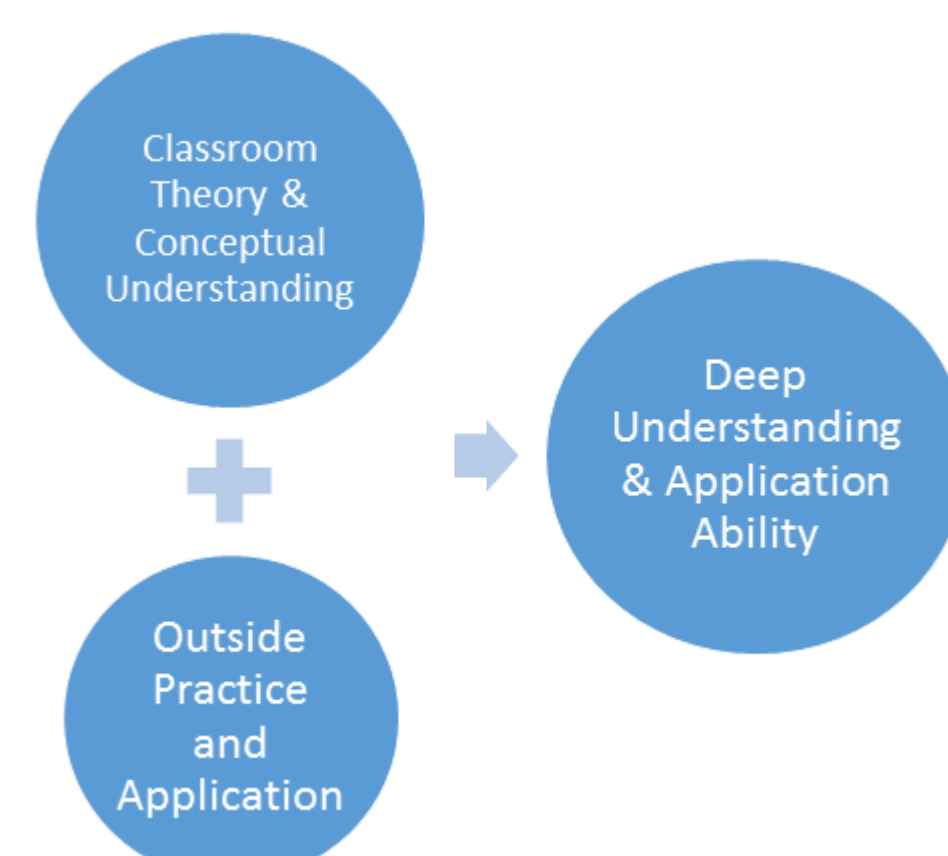 Classroom
Theory &
Conceptual
Understanding
Outside
Practice
and
Application
Deep
Understanding
& Application
Ability